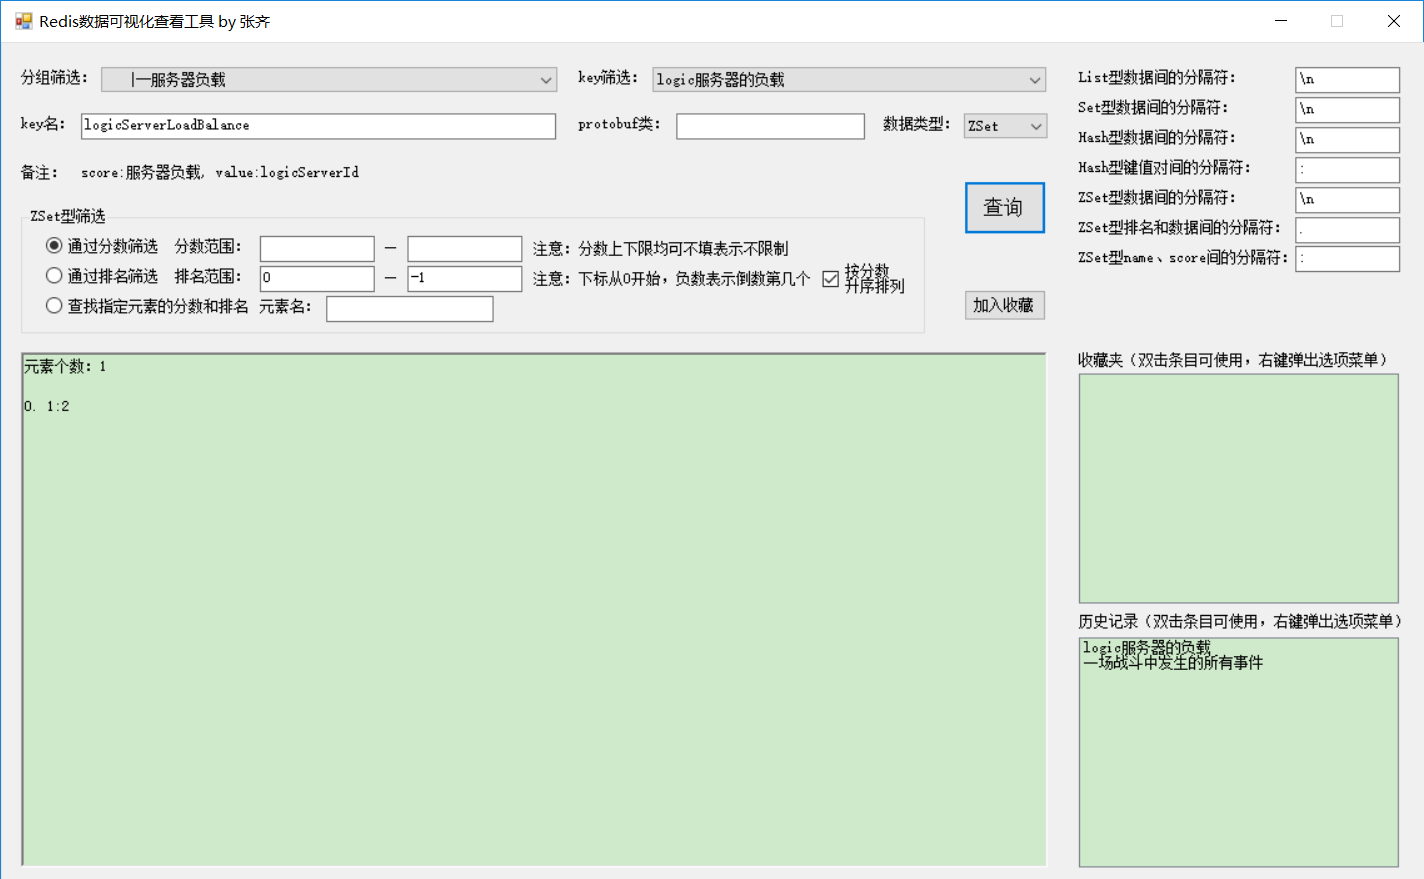 Redis数据可视化查看工具 by 张齐
分组筛选： |—服务器负载 key筛选： logic服务器的负载
key名： logicServerLoadBalance protobuf类： 数据类型： ZSet
备注： score:服务器负载, value:logicServerId
查询
ZSet型筛选
通过分数筛选 分数范围： — 注意：分数上下限均可不填表示不限制
通过排名筛选 排名范围： 0 — -1 注意：下标从0开始，负数表示倒数第几个 按分数
升序排列
查找指定元素的分数和排名 元素名：
加入收藏
List型数据间的分隔符： \n
Set型数据间的分隔符： \n
Hash型数据间的分隔符： \n
Hash型键值对间的分隔符： :
ZSet型数据间的分隔符： \n
ZSet型排名和数据间的分隔符： .
ZSet型name、score间的分隔符： :
元素个数：1
0. 1:2
收藏夹（双击条目可使用，右键弹出选项菜单）
历史记录（双击条目可使用，右键弹出选项菜单）
logic服务器的负载
一场战斗中发生的所有事件